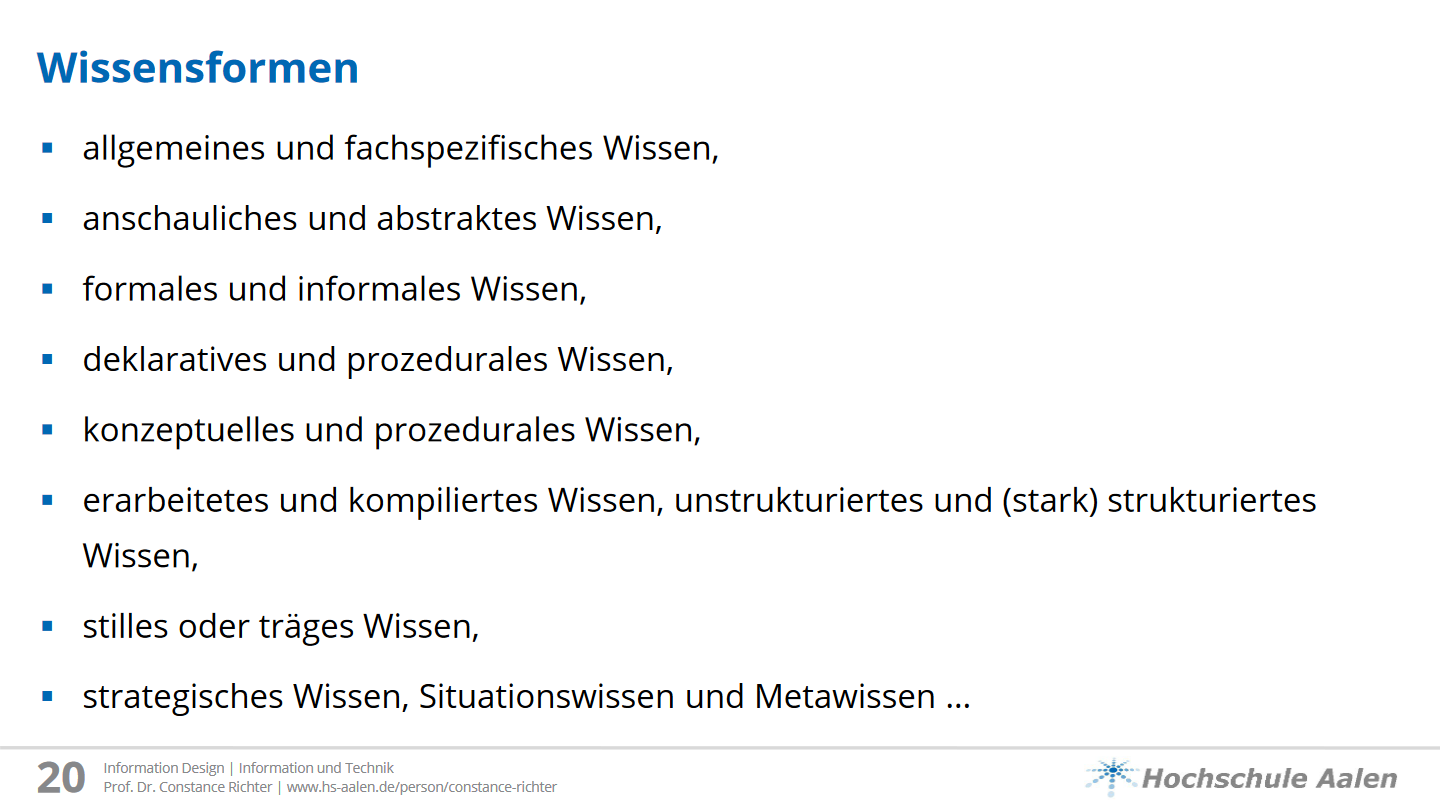 Wissensformen
▪ allgemeines und fachspezifisches Wissen,
▪ anschauliches und abstraktes Wissen,
▪ formales und informales Wissen,
▪ deklaratives und prozedurales Wissen,
▪ konzeptuelles und prozedurales Wissen,
▪ erarbeitetes und kompiliertes Wissen, unstrukturiertes und (stark) strukturiertes
Wissen,
▪ stilles oder träges Wissen,
▪ strategisches Wissen, Situationswissen und Metawissen ...
20
Information Design | Information und Technik
Prof. Dr. Constance Richter | www.hs-aalen.de/person/constance-richter
Hochschule Aalen